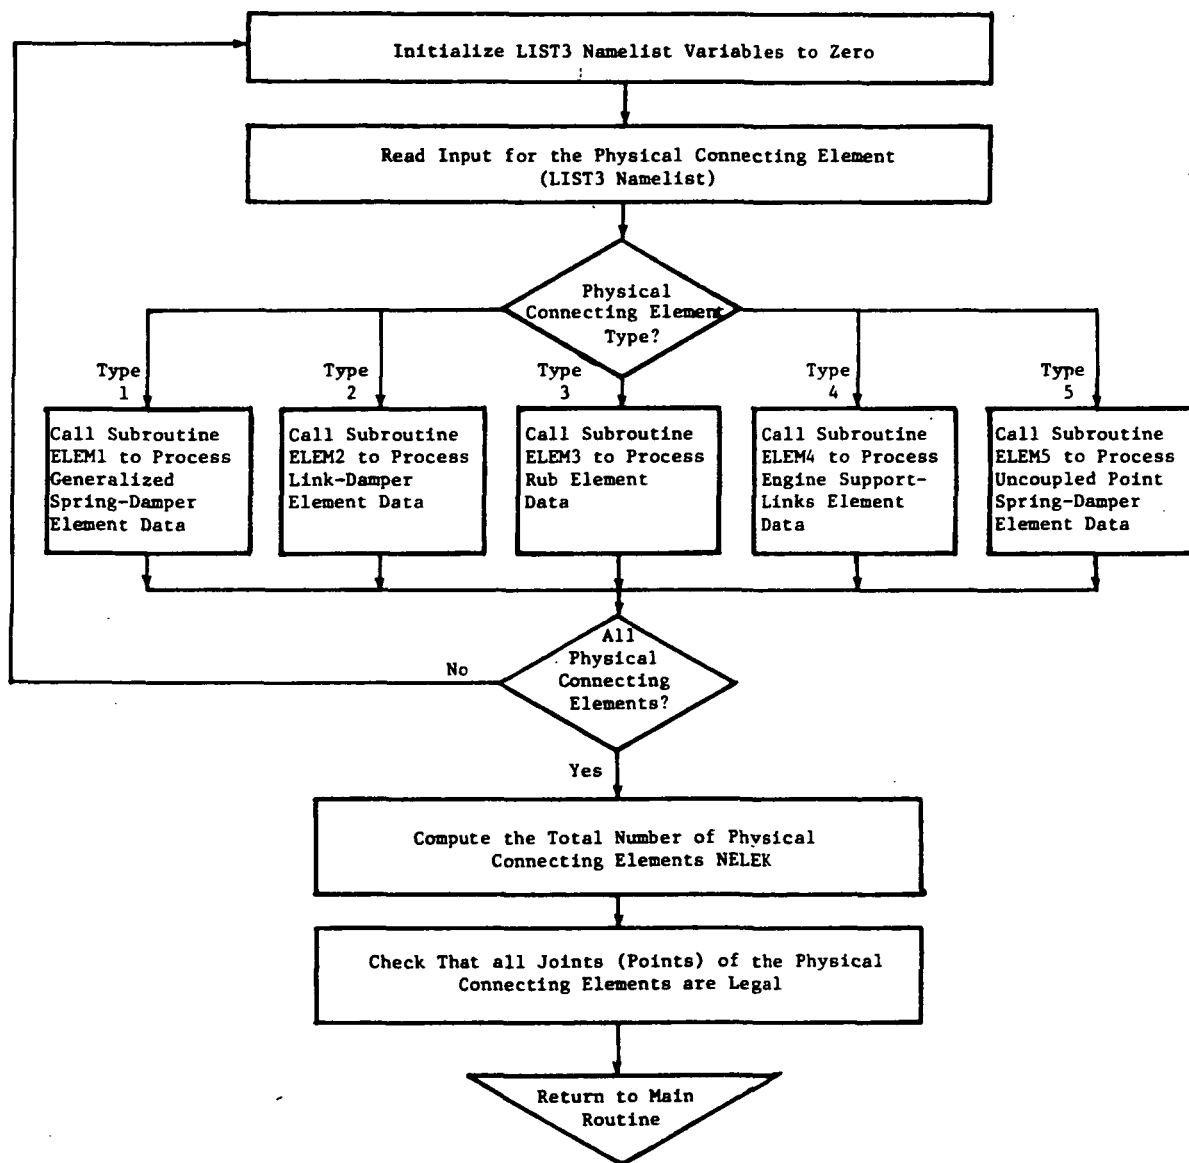 Initialize LIST3 Namelist Variables to Zero
Read Input for the Physical Connecting Element
(LIST3 Namelist)
Physical
Connecting Element
Type?
Type
1
Type
2
Type
3
Type
4
Type
5
Call Subroutine
ELEM1 to Process
Generalized
Spring-Damper
Element Data
Call Subroutine
ELEM2 to Process
Link-Damper
Element Data
Call Subroutine
ELEM3 to Process
Rub Element
Data
Call Subroutine
ELEM4 to Process
Engine Support-
Links Element
Data
Call Subroutine
ELEM5 to Process
Uncoupled Point
Spring-Damper
Element Data
All
Physical
Connecting
Elements?
No
Yes
Compute the Total Number of Physical
Connecting Elements NELEK
Check That all Joints (Points) of the Physical
Connecting Elements are Legal
Return to Main
Routine